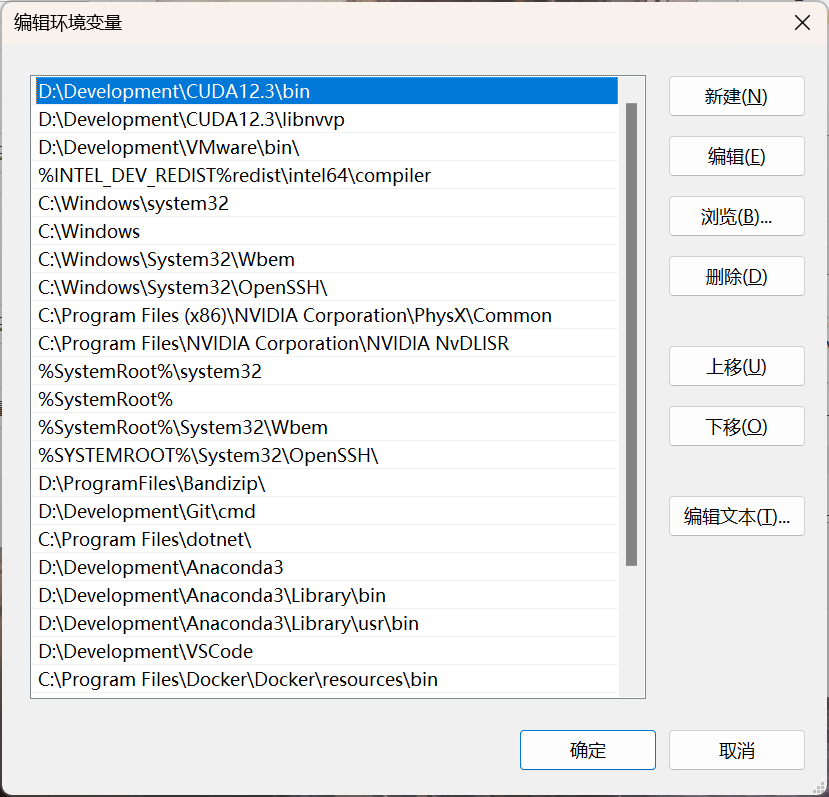 编辑环境变量
D:\Development\CUDA12.3\bin
D:\Development\CUDA12.3\libnvvp
D:\Development\VMware\bin\
%INTEL_DEV_REDIST%redist\intel64\compiler
C:\Windows\system32
C:\Windows
C:\Windows\System32\Wbem
C:\Windows\System32\OpenSSH\
C:\Program Files (x86)\NVIDIA Corporation\PhysX\Common
C:\Program Files\NVIDIA Corporation\NVIDIA NvDLISR
%SystemRoot%\system32
%SystemRoot%
%SystemRoot%\System32\Wbem
%SYSTEMROOT%\System32\OpenSSH\
D:\ProgramFiles\Bandizip\
D:\Development\Git\cmd
C:\Program Files\dotnet\
D:\Development\Anaconda3
D:\Development\Anaconda3\Library\bin
D:\Development\Anaconda3\Library\usr\bin
D:\Development\VSCode
C:\Program Files\Docker\Docker\resources\bin
新建(N)
编辑(E)
浏览(B)...
删除(D)
上移(U)
下移(O)
编辑文本(T)...
确定
取消